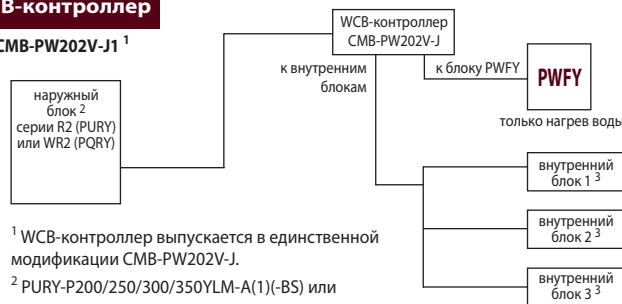 В-контроллер
CMB-PW202V-J1 ¹
WCB-контроллер
CMB-PW202V-J
к внутренним
блокам
к блоку PWFY
PWFY
только нагрев воды
наружный
блок ²
серии R2 (PURY)
или WR2 (PQRY)
внутренний
блок 1 ³
внутренний
блок 2 ³
внутренний
блок 3 ³
¹ WCB-контроллер выпускается в единственной
модификации CMB-PW202V-J.
² PURY-P200/250/300/350YLM-A(1)(-BS) или